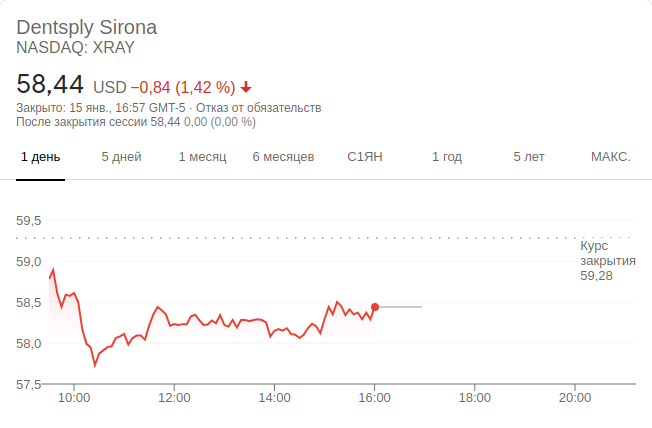 Dentsply Sirona
NASDAQ: XRAY
58,44 USD −0,84 (1,42 %)
Закрыто: 15 янв., 16:57 GMT-5 · Отказ от обязательств
После закрытия сессии 58,44 0,00 (0,00 %)
1 день 5 дней 1 месяц 6 месяцев С1ЯН 1 год 5 лет МАКС.
59,5
Курс
закрытия
59,28
59,0
58,5
58,0
57,5
10:00 12:00 14:00 16:00 18:00 20:00